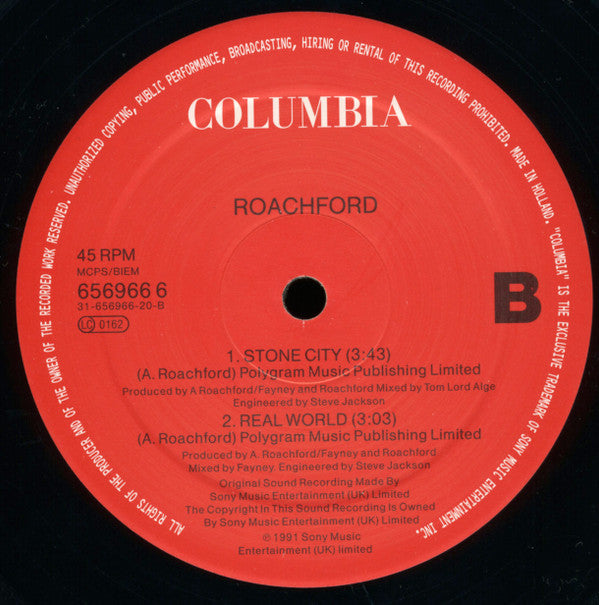 ALL RIGHTS OF THE PRODUCER AND OF THE OWNER OF THE RECORDED WORK RESERVED. UNAUTHORIZED COPYING, PUBLIC PERFORMANCE, BROADCASTING, HIRING OR RENTAL OF THIS RECORDING PROHIBITED. MADE IN HOLLAND. "COLUMBIA" IS THE EXCLUSIVE TRADEMARK OF SONY MUSIC ENTERTAINMENT INC.
COLUMBIA
ROACHFORD
45 RPM
MCPS/BIEM
656966 6
31-656966-20-B
LC 0162
B
1. STONE CITY (3:43)
(A. Roachford) Polygram Music Publishing Limited
Produced by A Roachford/Fayney and Roachford Mixed by Tom Lord Alge
Engineered by Steve Jackson
2. REAL WORLD (3:03)
(A. Roachford) Polygram Music Publishing Limited
Produced by A. Roachford/Fayney and Roachford
Mixed by Fayney. Engineered by Steve Jackson
Original Sound Recording Made By
Sony Music Entertainment (UK) Limited
The Copyright In This Sound Recording Is Owned
By Sony Music Entertainment (UK) Limited
℗ 1991 Sony Music
Entertainment (UK) limited